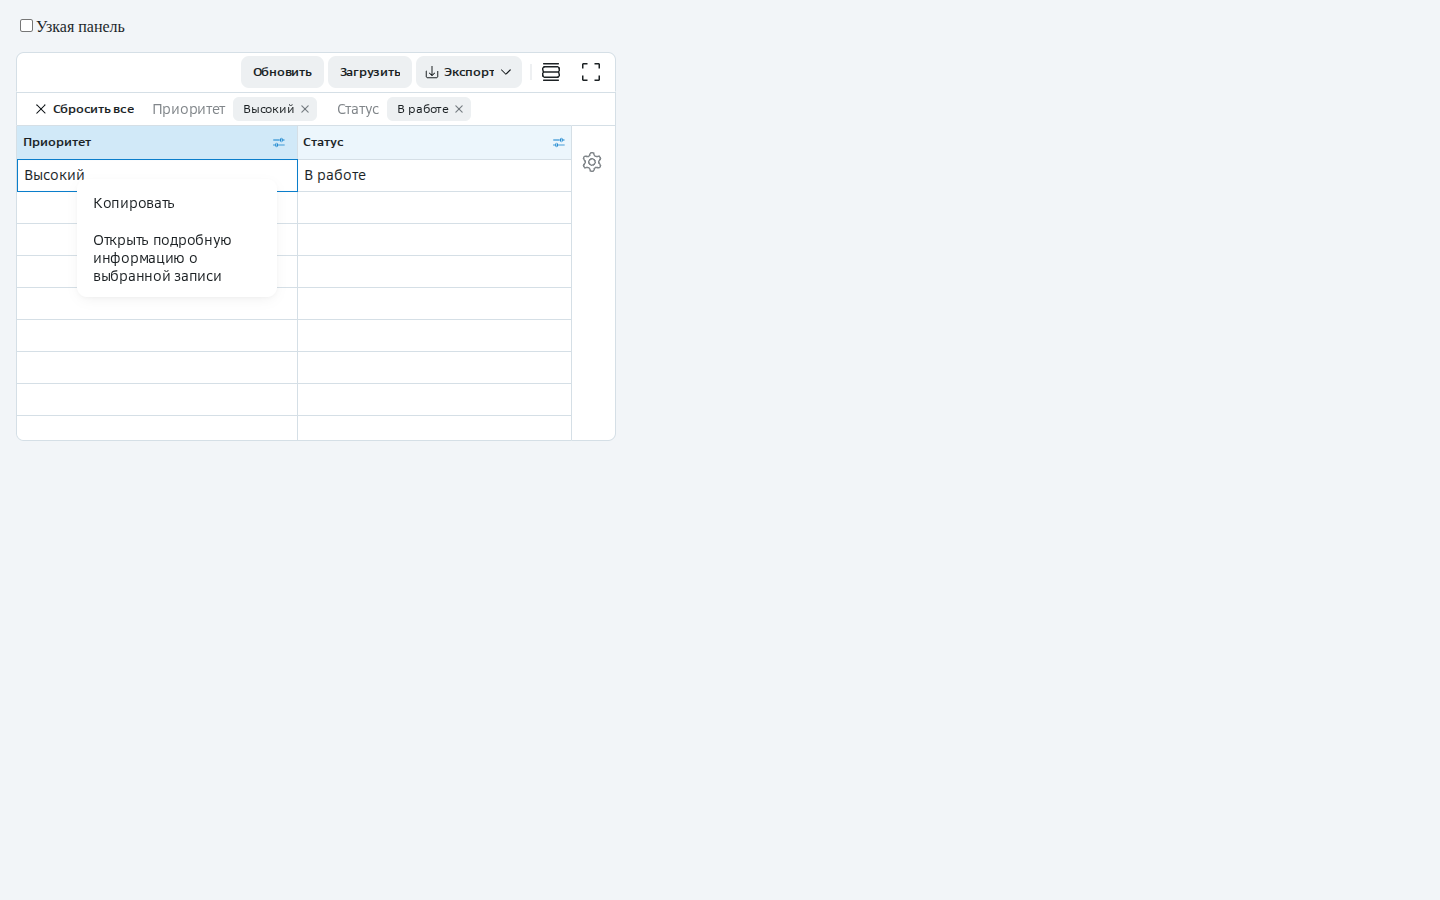 Узкая панель
Обновить Загрузить Экспорт
Сбросить все Приоритет Высокий Статус В работе
Приоритет Статус
Высокий В работе
Копировать
Открыть подробную
информацию о
выбранной записи